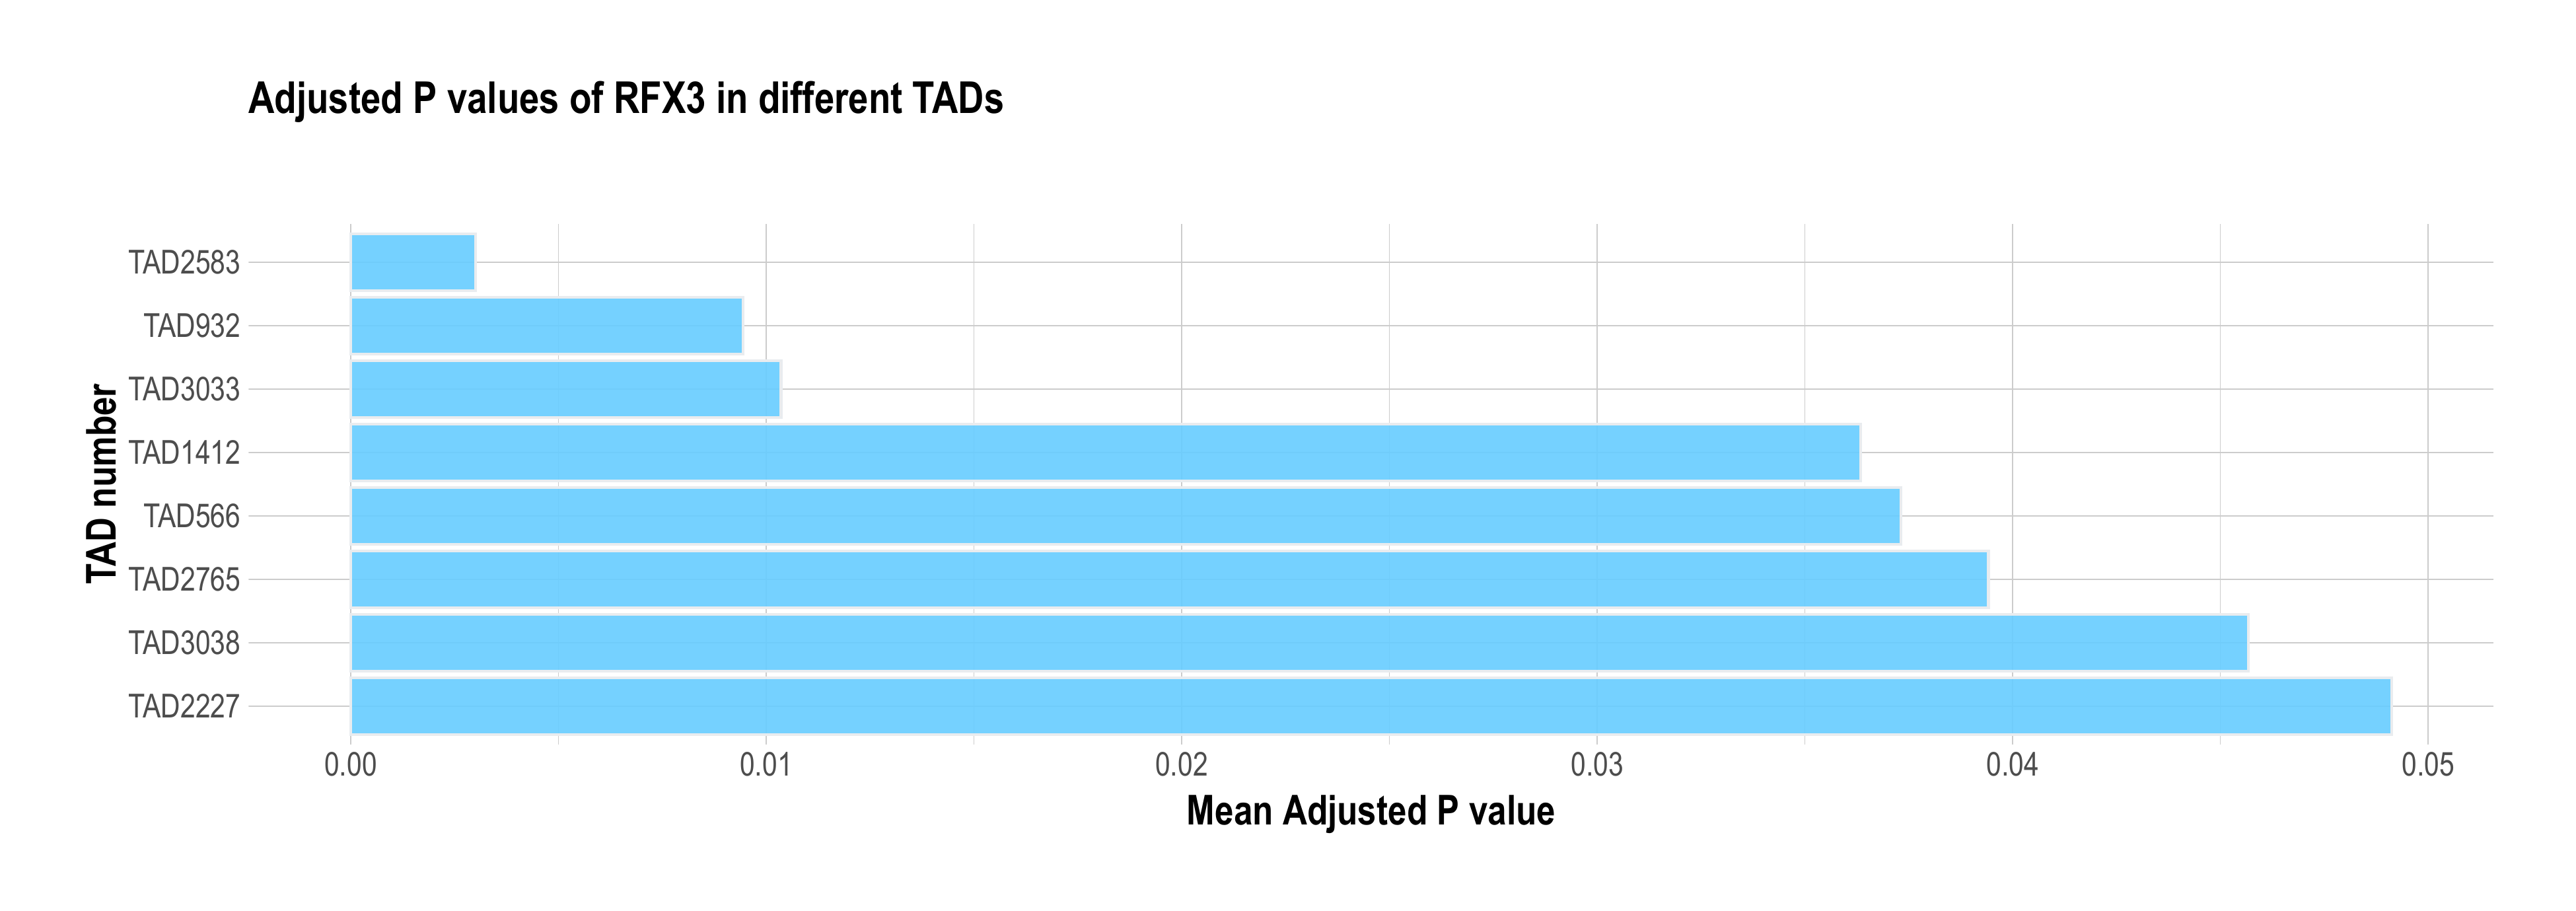 Adjusted P values of RFX3 in different TADs
TAD number
TAD2583
TAD932
TAD3033
TAD1412
TAD566
TAD2765
TAD3038
TAD2227
0.00 0.01 0.02 0.03 0.04 0.05
Mean Adjusted P value